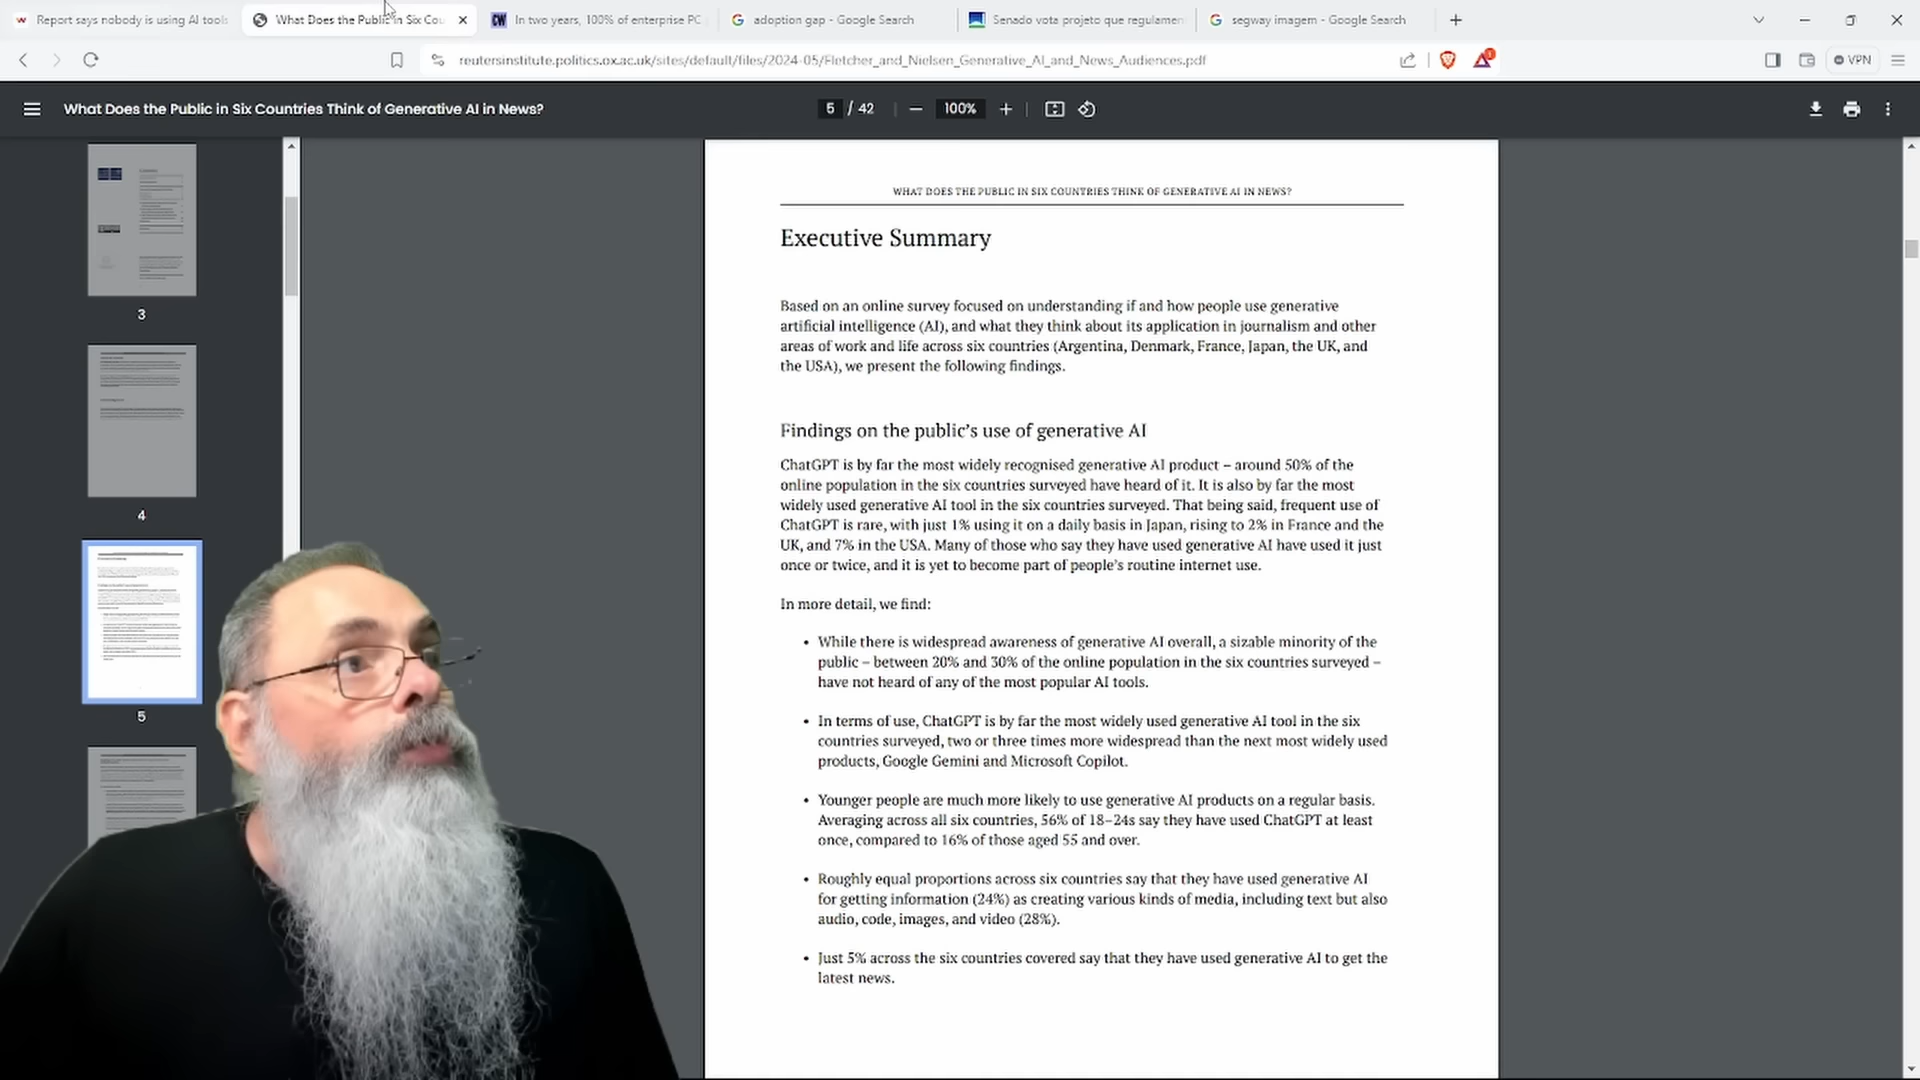 Report says nobody is using AI tools
What Does the Public in Six Cou
In two years, 100% of enterprise PC
adoption gap - Google Search
Senado vota projeto que regulamen
segway imagem - Google Search
reutersinstitute.politics.ox.ac.uk/sites/default/files/2024-05/Fletcher_and_Nielsen_Generative_AI_and_News_Audiences.pdf
1
VPN
What Does the Public in Six Countries Think of Generative AI in News?
5 / 42
100%
3
4
5
WHAT DOES THE PUBLIC IN SIX COUNTRIES THINK OF GENERATIVE AI IN NEWS?
Executive Summary
Based on an online survey focused on understanding if and how people use generative
artificial intelligence (AI), and what they think about its application in journalism and other
areas of work and life across six countries (Argentina, Denmark, France, Japan, the UK, and
the USA), we present the following findings.
Findings on the public’s use of generative AI
ChatGPT is by far the most widely recognised generative AI product – around 50% of the
online population in the six countries surveyed have heard of it. It is also by far the most
widely used generative AI tool in the six countries surveyed. That being said, frequent use of
ChatGPT is rare, with just 1% using it on a daily basis in Japan, rising to 2% in France and the
UK, and 7% in the USA. Many of those who say they have used generative AI have used it just
once or twice, and it is yet to become part of people’s routine internet use.
In more detail, we find:
• While there is widespread awareness of generative AI overall, a sizable minority of the
public – between 20% and 30% of the online population in the six countries surveyed –
have not heard of any of the most popular AI tools.
• In terms of use, ChatGPT is by far the most widely used generative AI tool in the six
countries surveyed, two or three times more widespread than the next most widely used
products, Google Gemini and Microsoft Copilot.
• Younger people are much more likely to use generative AI products on a regular basis.
Averaging across all six countries, 56% of 18–24s say they have used ChatGPT at least
once, compared to 16% of those aged 55 and over.
• Roughly equal proportions across six countries say that they have used generative AI
for getting information (24%) as creating various kinds of media, including text but also
audio, code, images, and video (28%).
• Just 5% across the six countries covered say that they have used generative AI to get the
latest news.